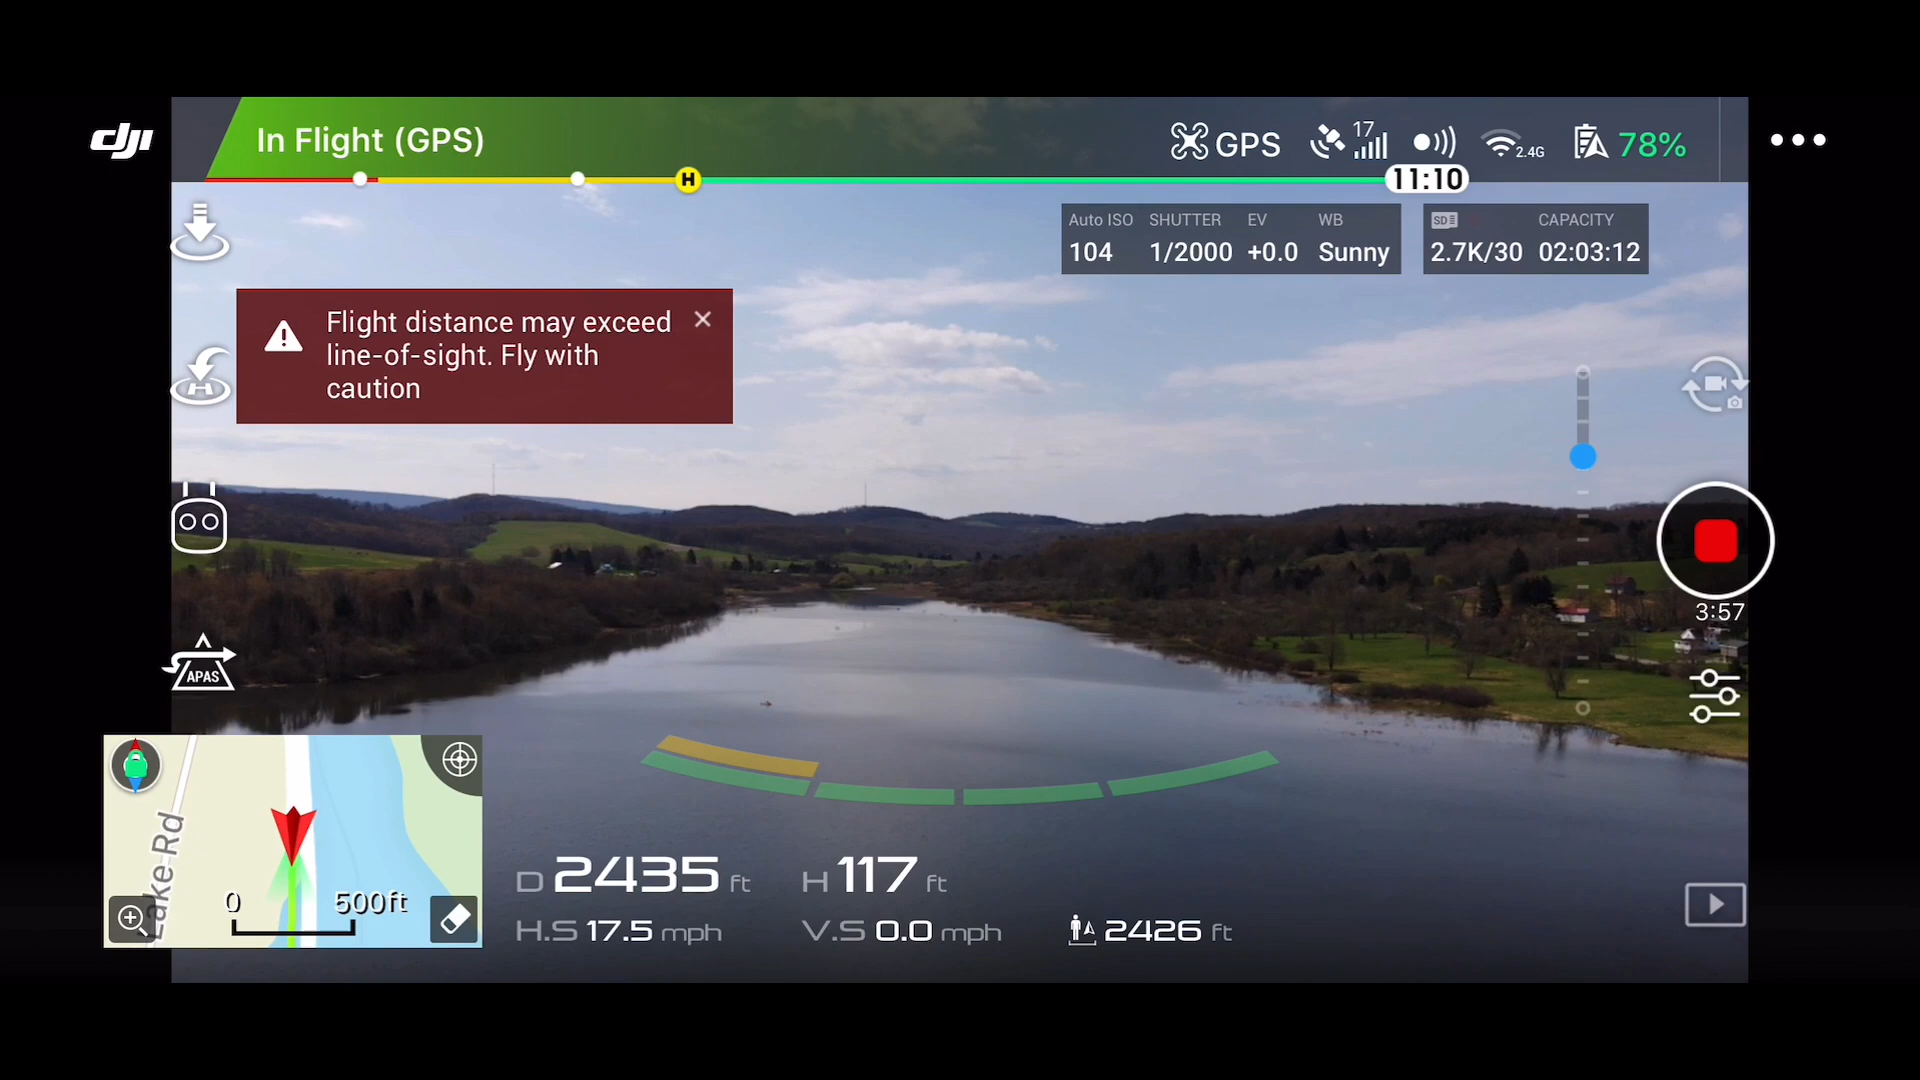 dji
In Flight (GPS)
GPS
17
2.4G
78%
H
11:10
Auto ISO SHUTTER EV WB
104 1/2000 +0.0 Sunny
SD CAPACITY
2.7K/30 02:03:12
Flight distance may exceed
line-of-sight. Fly with
caution
H
3:57
APAS
Lake Rd
0 500ft
D 2435 ft H 117 ft
H.S 17.5 mph V.S 0.0 mph 2426 ft